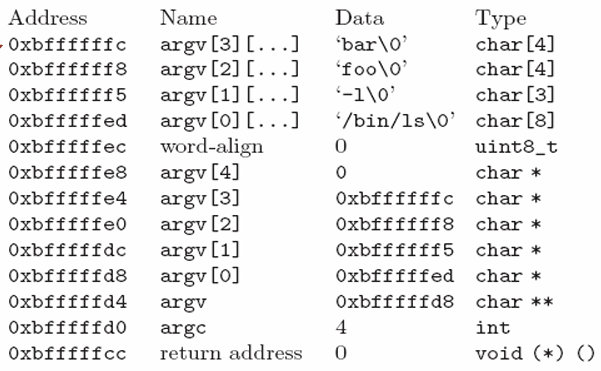 Address Name Data Type
0xbffffffc argv[3][...] ‘bar\0’ char[4]
0xbffffff8 argv[2][...] ‘foo\0’ char[4]
0xbffffff5 argv[1][...] ‘-l\0’ char[3]
0xbfffffed argv[0][...] ‘/bin/ls\0’ char[8]
0xbfffffec word-align 0 uint8_t
0xbfffffe8 argv[4] 0 char *
0xbfffffe4 argv[3] 0xbffffffc char *
0xbfffffe0 argv[2] 0xbffffff8 char *
0xbfffffdc argv[1] 0xbffffff5 char *
0xbfffffd8 argv[0] 0xbfffffed char *
0xbfffffd4 argv 0xbfffffd8 char **
0xbfffffd0 argc 4 int
0xbfffffcc return address 0 void (*) ()